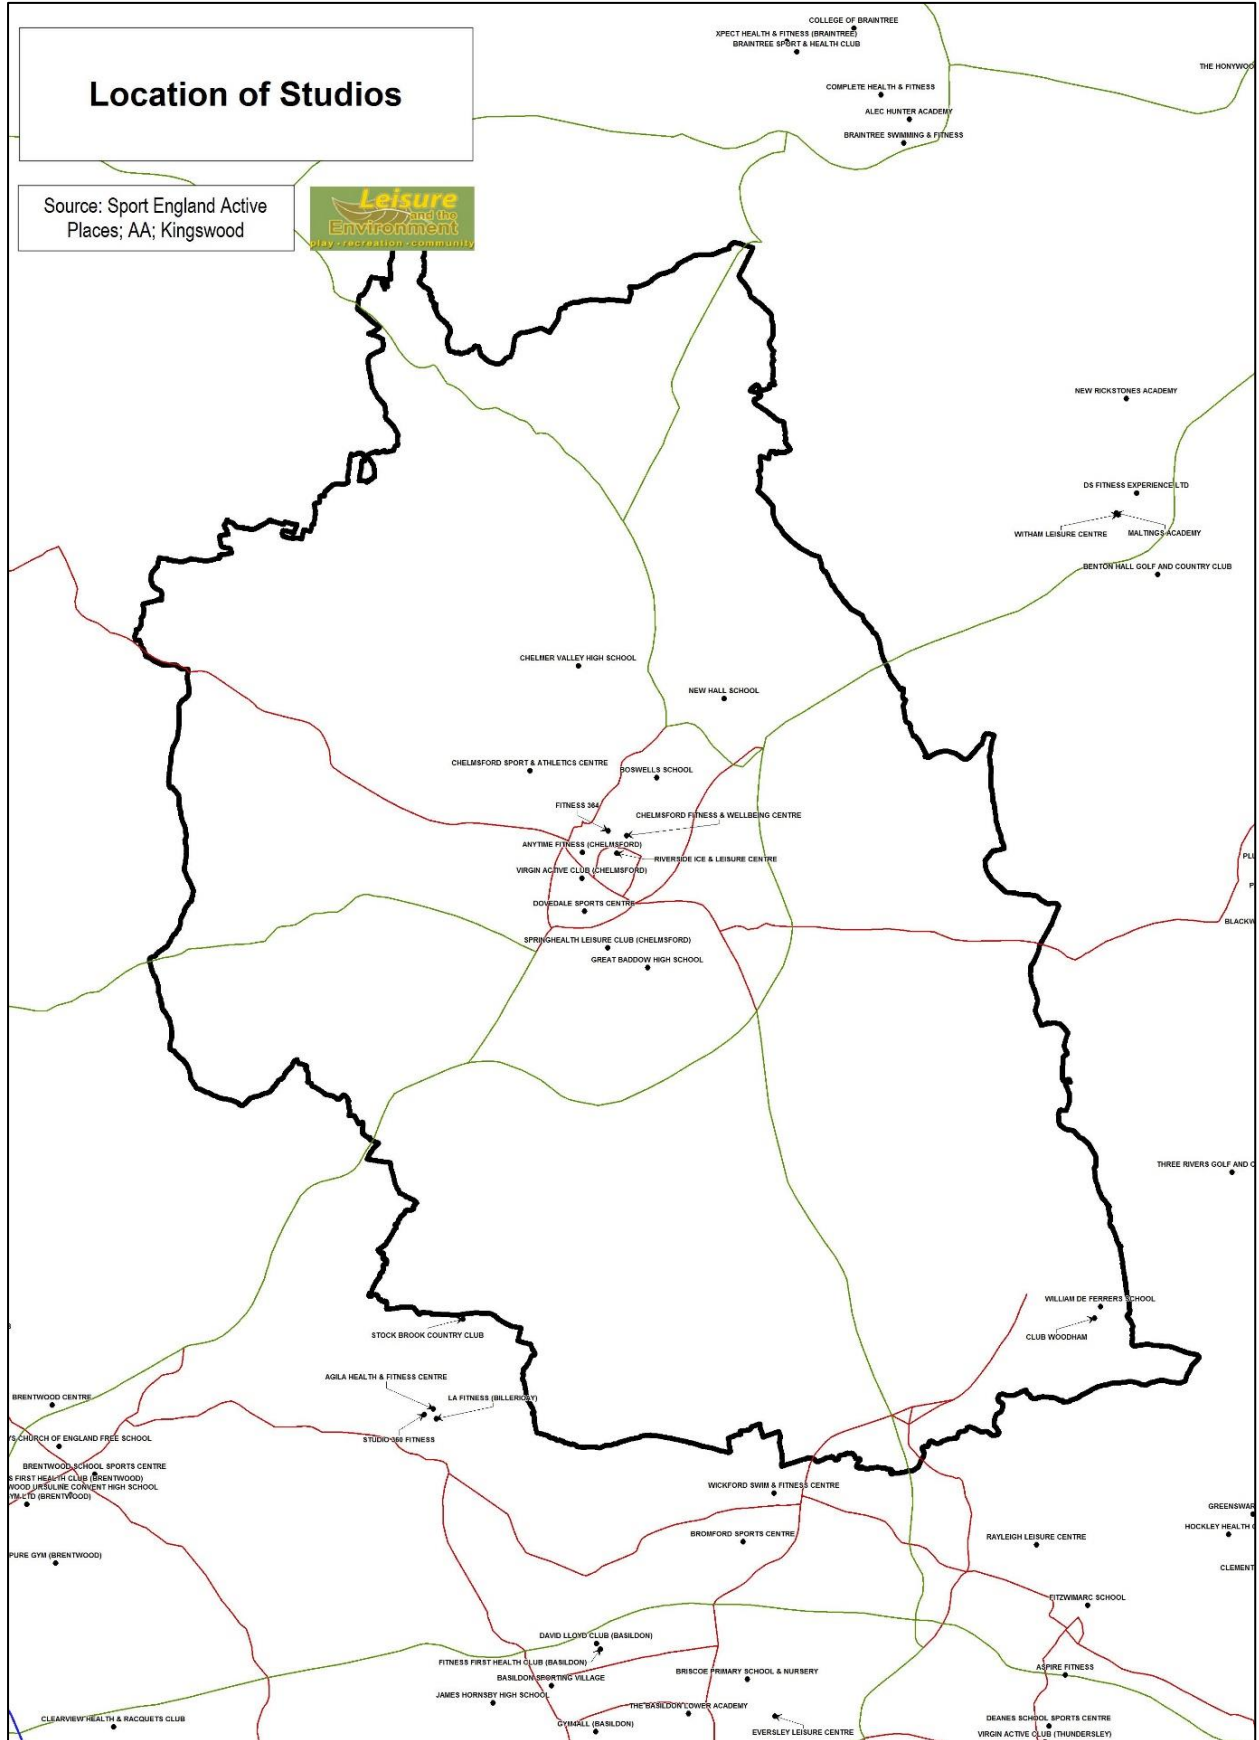 Location of Studios
Source: Sport England Active
Places; AA; Kingswood
Leisure
and the
Environment
play • recreation • community
COLLEGE OF BRAINTREE
XPECT HEALTH & FITNESS (BRAINTREE)
BRAINTREE SPORT & HEALTH CLUB
THE HONYWOO
COMPLETE HEALTH & FITNESS
ALEC HUNTER ACADEMY
BRAINTREE SWIMMING & FITNESS
NEW RICKSTONES ACADEMY
DS FITNESS EXPERIENCE LTD
WITHAM LEISURE CENTRE
MALTINGS ACADEMY
BENTON HALL GOLF AND COUNTRY CLUB
CHELMER VALLEY HIGH SCHOOL
NEW HALL SCHOOL
CHELMSFORD SPORT & ATHLETICS CENTRE
BOSWELLS SCHOOL
FITNESS 364
CHELMSFORD FITNESS & WELLBEING CENTRE
ANYTIME FITNESS (CHELMSFORD)
RIVERSIDE ICE & LEISURE CENTRE
VIRGIN ACTIVE CLUB (CHELMSFORD)
DOVEDALE SPORTS CENTRE
PLU
BLACKW
SPRINGHEALTH LEISURE CLUB (CHELMSFORD)
GREAT BADDOW HIGH SCHOOL
THREE RIVERS GOLF AND C
WILLIAM DE FERRERS SCHOOL
CLUB WOODHAM
STOCK BROOK COUNTRY CLUB
AGILA HEALTH & FITNESS CENTRE
LA FITNESS (BILLERICAY)
STUDIO 360 FITNESS
BRENTWOOD CENTRE
YS CHURCH OF ENGLAND FREE SCHOOL
BRENTWOOD SCHOOL SPORTS CENTRE
S FIRST HEALTH CLUB (BRENTWOOD)
WOOD URSULINE CONVENT HIGH SCHOOL
YM LTD (BRENTWOOD)
PURE GYM (BRENTWOOD)
WICKFORD SWIM & FITNESS CENTRE
BROMFORD SPORTS CENTRE
RAYLEIGH LEISURE CENTRE
GREENSWAR
HOCKLEY HEALTH
CLEMENT
FITZWIMARC SCHOOL
DAVID LLOYD CLUB (BASILDON)
FITNESS FIRST HEALTH CLUB (BASILDON)
BASILDON SPORTING VILLAGE
JAMES HORNSBY HIGH SCHOOL
BRISCOE PRIMARY SCHOOL & NURSERY
ASPIRE FITNESS
THE BASILDON LOWER ACADEMY
GYM4ALL (BASILDON)
EVERSLEY LEISURE CENTRE
DEANES SCHOOL SPORTS CENTRE
VIRGIN ACTIVE CLUB (THUNDERSLEY)
CLEARVIEW HEALTH & RACQUETS CLUB